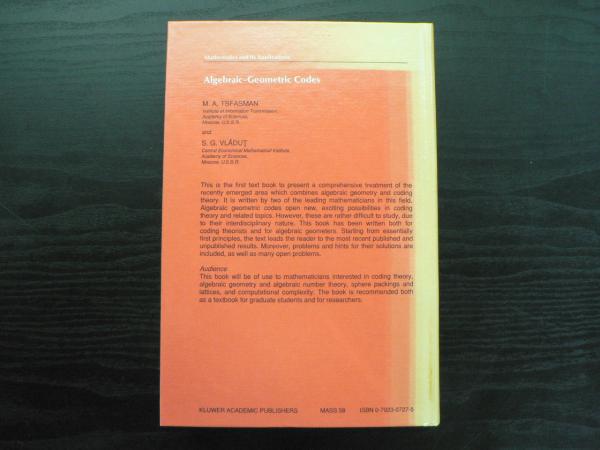 Mathematics and Its Applications
Algebraic-Geometric Codes
M. A. TSFASMAN
Institute of Information Transmission,
Academy of Sciences,
Moscow, U.S.S.R.
and
S. G. VLĂDUŢ
Central Economical Mathematical Institute,
Academy of Sciences,
Moscow, U.S.S.R.
This is the first text book to present a comprehensive treatment of the
recently emerged area which combines algebraic geometry and coding
theory. It is written by two of the leading mathematicians in this field.
Algebraic geometric codes open new, exciting possibilities in coding
theory and related topics. However, these are rather difficult to study, due
to their interdisciplinary nature. This book has been written both for
coding theorists and for algebraic geometers. Starting from essentially
first principles, the text leads the reader to the most recent published and
unpublished results. Moreover, problems and hints for their solutions are
included, as well as many open problems.
Audience
This book will be of use to mathematicians interested in coding theory,
algebraic geometry and algebraic number theory, sphere packings and
lattices, and computational complexity. The book is recommended both
as a textbook for graduate students and for researchers.
KLUWER ACADEMIC PUBLISHERS MASS 58 ISBN 0-7923-0727-5